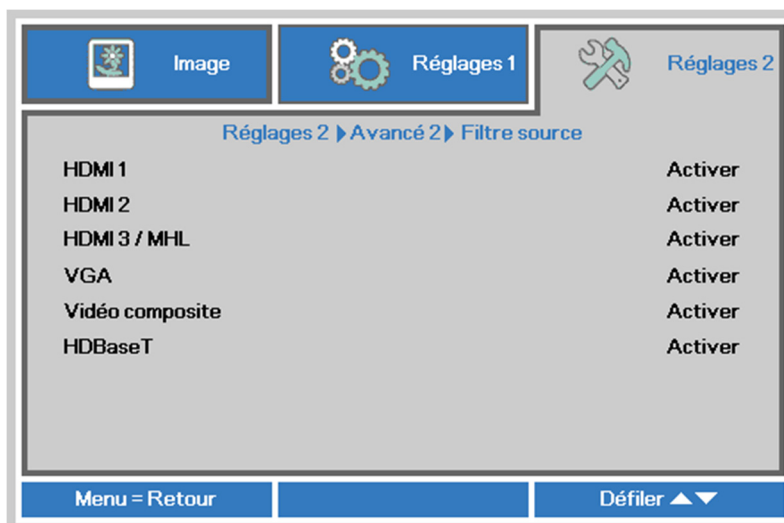 Image
Réglages 1
Réglages 2
Réglages 2 Avancé 2 Filtre source
HDMI 1 Activer
HDMI 2 Activer
HDMI 3 / MHL Activer
VGA Activer
Vidéo composite Activer
HDBaseT Activer
Menu = Retour
Défiler